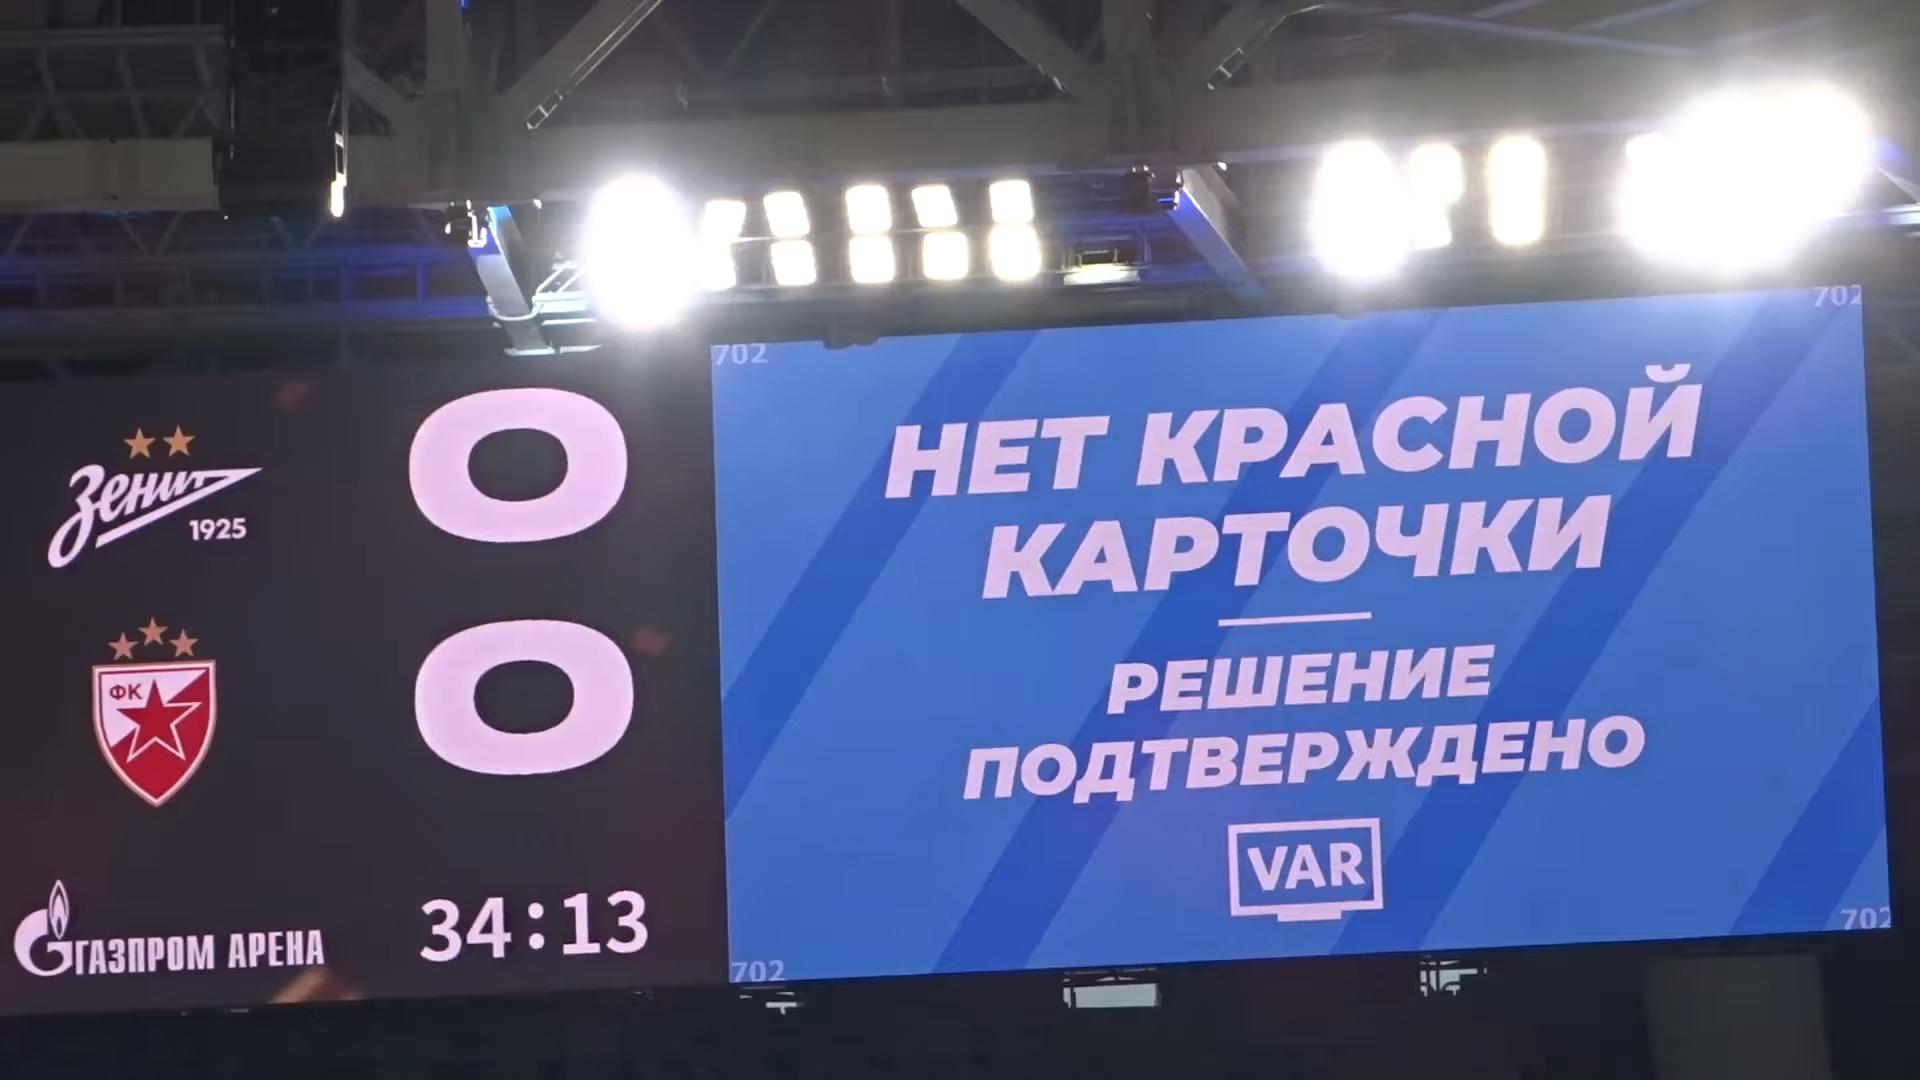 702
702
НЕТ КРАСНОЙ
КАРТОЧКИ
РЕШЕНИЕ
ПОДТВЕРЖДЕНО
VAR
702
702
Зенит
1925
0
ФК
0
ГАЗПРОМ АРЕНА
34:13